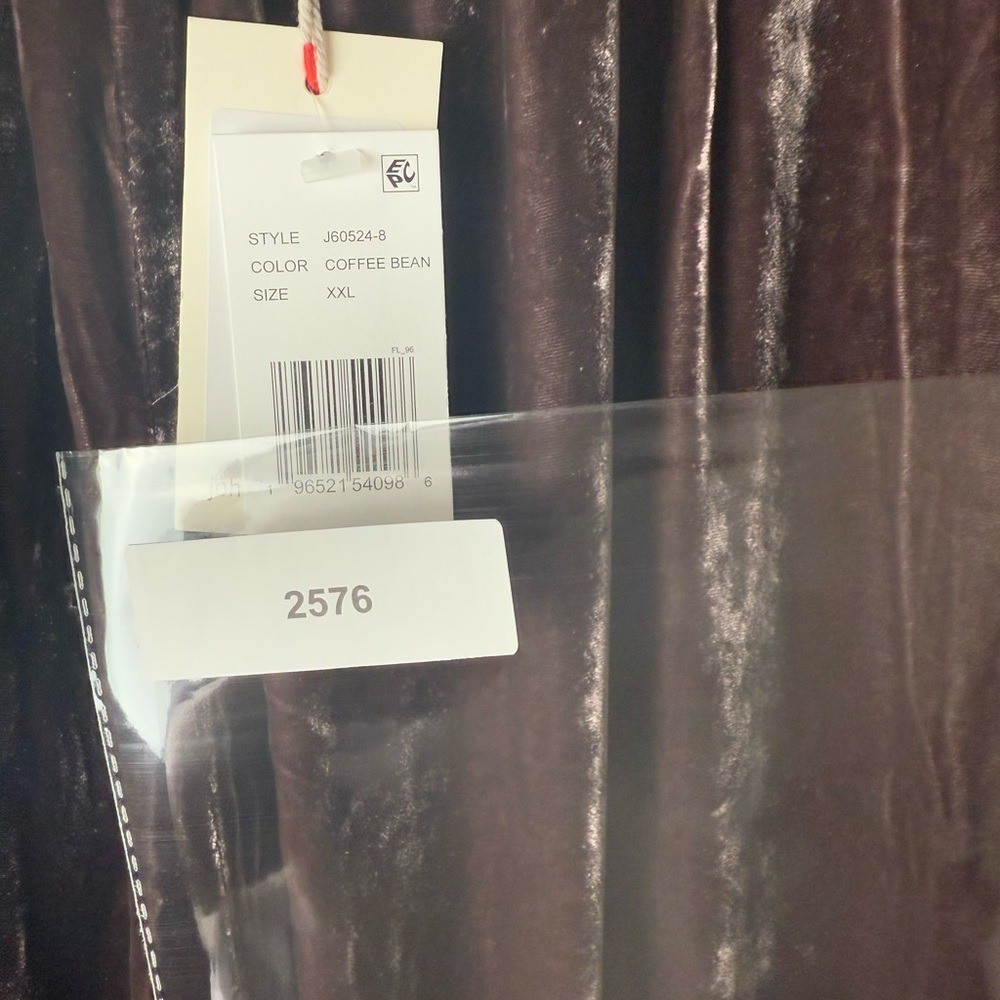 EPC
STYLE J60524-8
COLOR COFFEE BEAN
SIZE XXL
FL_96
1 96521 54098 6
2576